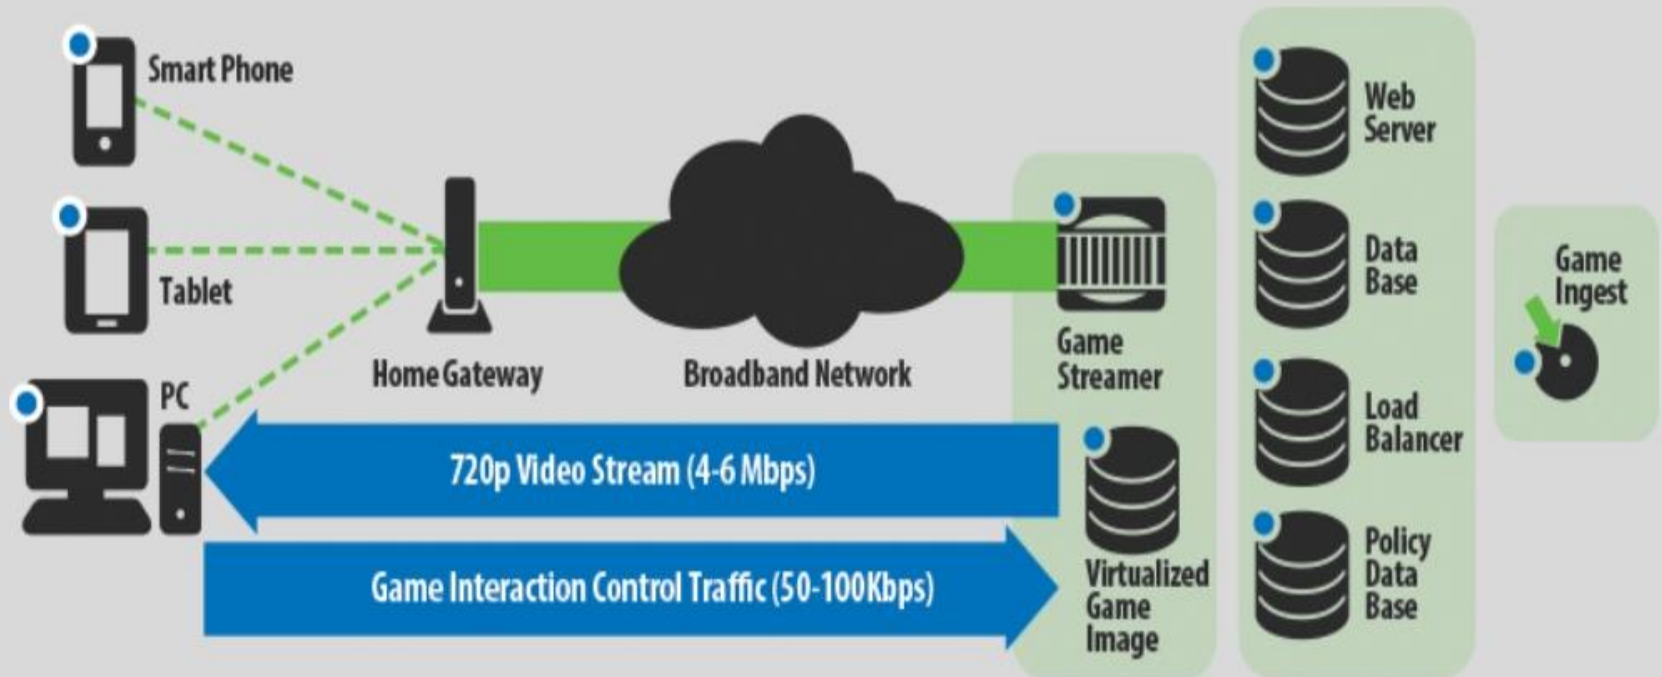 Smart Phone
Tablet
PC
Home Gateway
Broadband Network
720p Video Stream (4-6 Mbps)
Game Interaction Control Traffic (50-100Kbps)
Game
Streamer
Virtualized
Game
Image
Web
Server
Data
Base
Load
Balancer
Policy
Data
Base
Game
Ingest